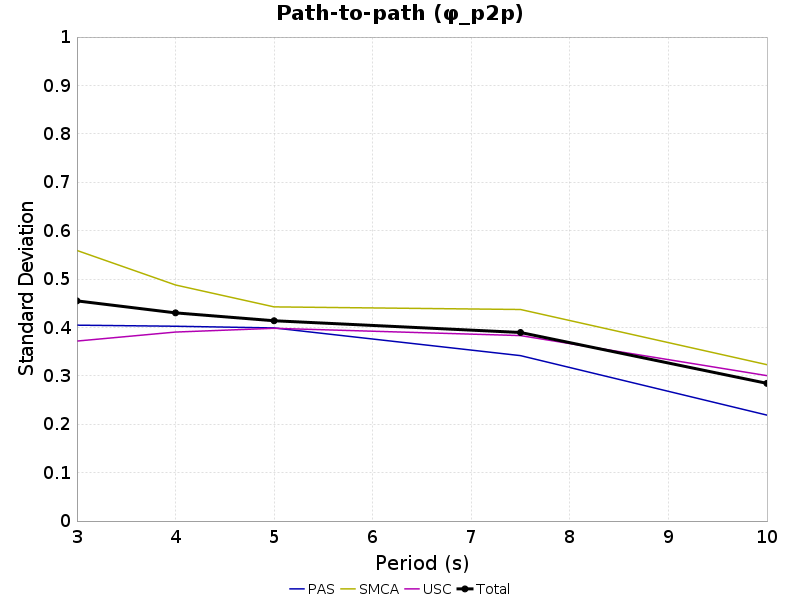 Path-to-path (φ_p2p)
1
0.9
0.8
0.7
0.6
0.5
0.4
0.3
0.2
0.1
0
Standard Deviation
3 4 5 6 7 8 9 10
Period (s)
PAS SMCA USC Total